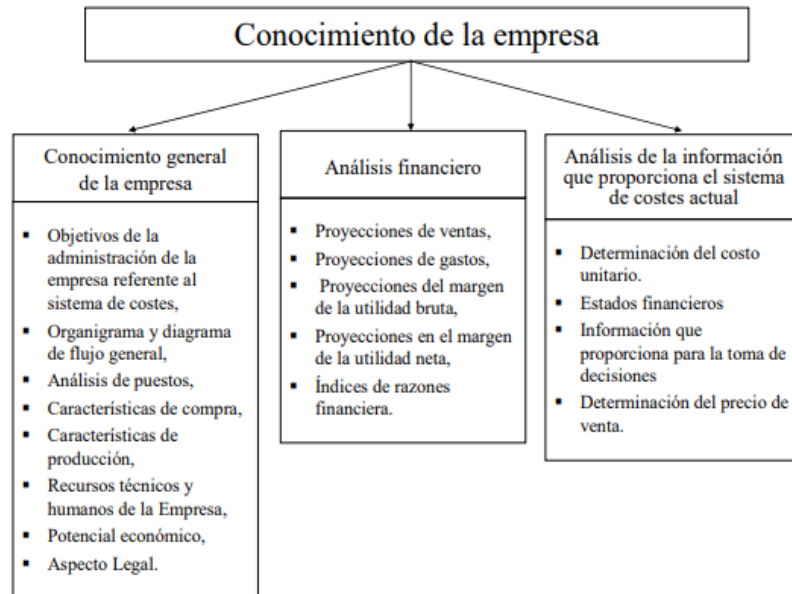 Conocimiento de la empresa
Conocimiento general
de la empresa
▪ Objetivos de la
administración de la
empresa referente al
sistema de costes,
▪ Organigrama y diagrama
de flujo general,
▪ Análisis de puestos,
▪ Características de compra,
▪ Características de
producción,
▪ Recursos técnicos y
humanos de la Empresa,
▪ Potencial económico,
▪ Aspecto Legal.
Análisis financiero
▪ Proyecciones de ventas,
▪ Proyecciones de gastos,
▪ Proyecciones del margen
de la utilidad bruta,
▪ Proyecciones en el margen
de la utilidad neta,
▪ Índices de razones
financiera.
Análisis de la información
que proporciona el sistema
de costes actual
▪ Determinación del costo
unitario.
▪ Estados financieros
▪ Información que
proporciona para la toma de
decisiones
▪ Determinación del precio de
venta.